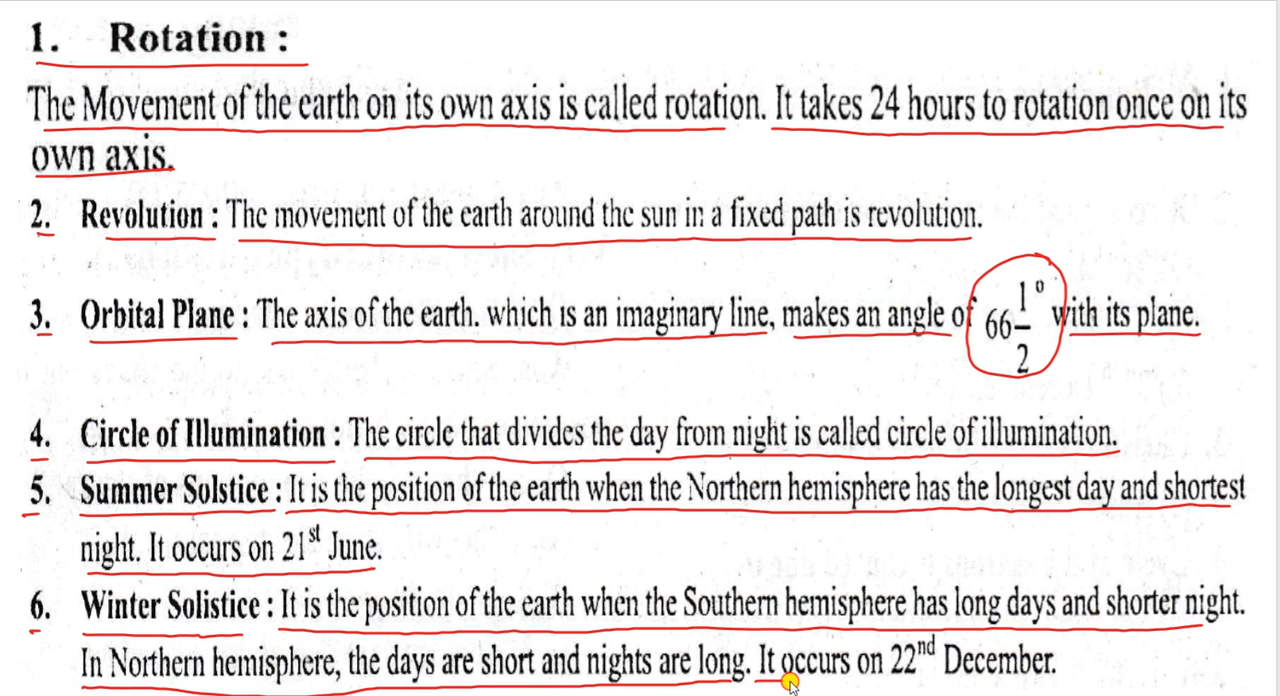 1. Rotation :
The Movement of the earth on its own axis is called rotation. It takes 24 hours to rotation once on its
own axis.
2. Revolution : The movement of the earth around the sun in a fixed path is revolution.
3. Orbital Plane : The axis of the earth, which is an imaginary line, makes an angle of 66 1/2° with its plane.
4. Circle of Illumination : The circle that divides the day from night is called circle of illumination.
5. Summer Solstice : It is the position of the earth when the Northern hemisphere has the longest day and shortest
night. It occurs on 21st June.
6. Winter Solistice : It is the position of the earth when the Southern hemisphere has long days and shorter night.
In Northern hemisphere, the days are short and nights are long. It occurs on 22nd December.